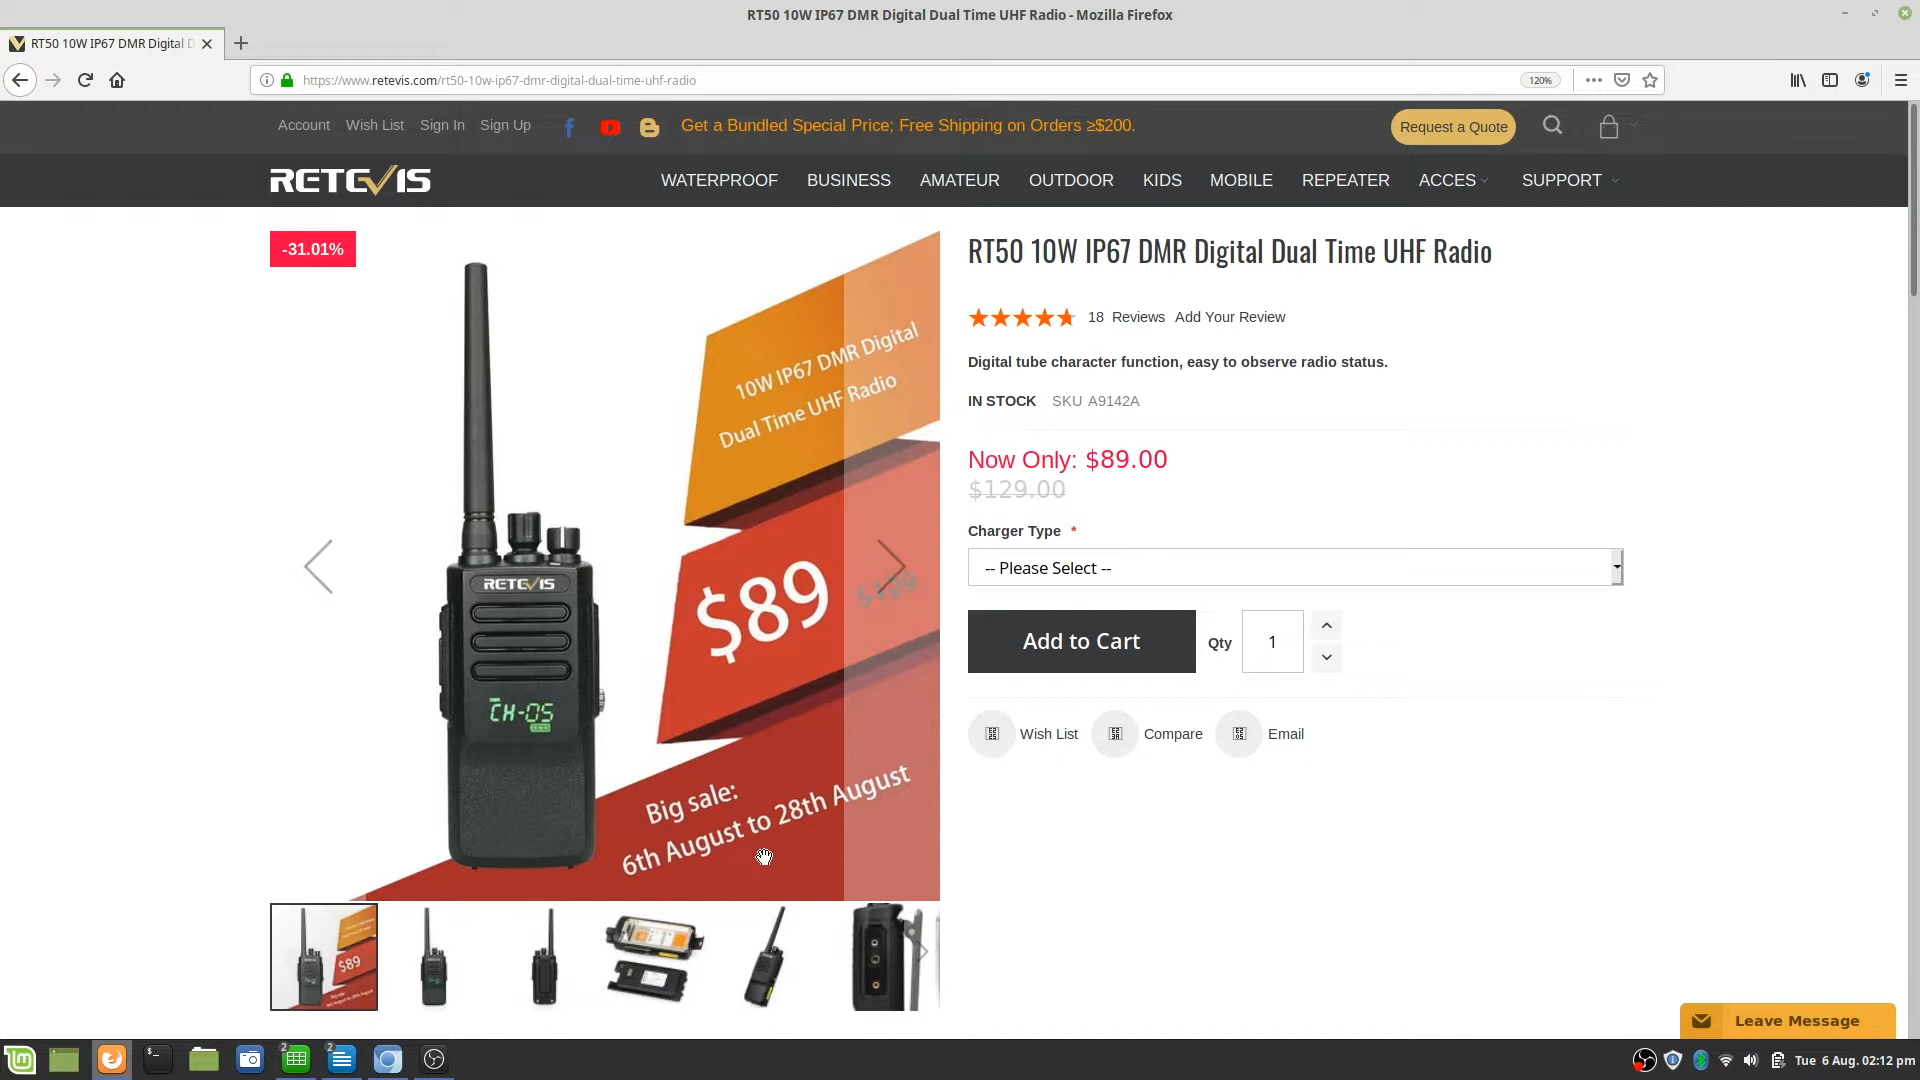 RT50 10W IP67 DMR Digital Dual Time UHF Radio - Mozilla Firefox
RT50 10W IP67 DMR Digital D
https://www.retevis.com/rt50-10w-ip67-dmr-digital-dual-time-uhf-radio
120%
Account Wish List Sign In Sign Up
Get a Bundled Special Price; Free Shipping on Orders ≥$200.
Request a Quote
RETEVIS
WATERPROOF BUSINESS AMATEUR OUTDOOR KIDS MOBILE REPEATER ACCES SUPPORT
-31.01%
10W IP67 DMR Digital
Dual Time UHF Radio
$89
$129
Big sale:
6th August to 28th August
RETEVIS
CH-05
RT50 10W IP67 DMR Digital Dual Time UHF Radio
18 Reviews Add Your Review
Digital tube character function, easy to observe radio status.
IN STOCK SKU A9142A
Now Only: $89.00
$129.00
Charger Type *
-- Please Select --
Add to Cart Qty 1
Wish List Compare Email
$89
Leave Message
2
2
Tue 6 Aug. 02:12 pm